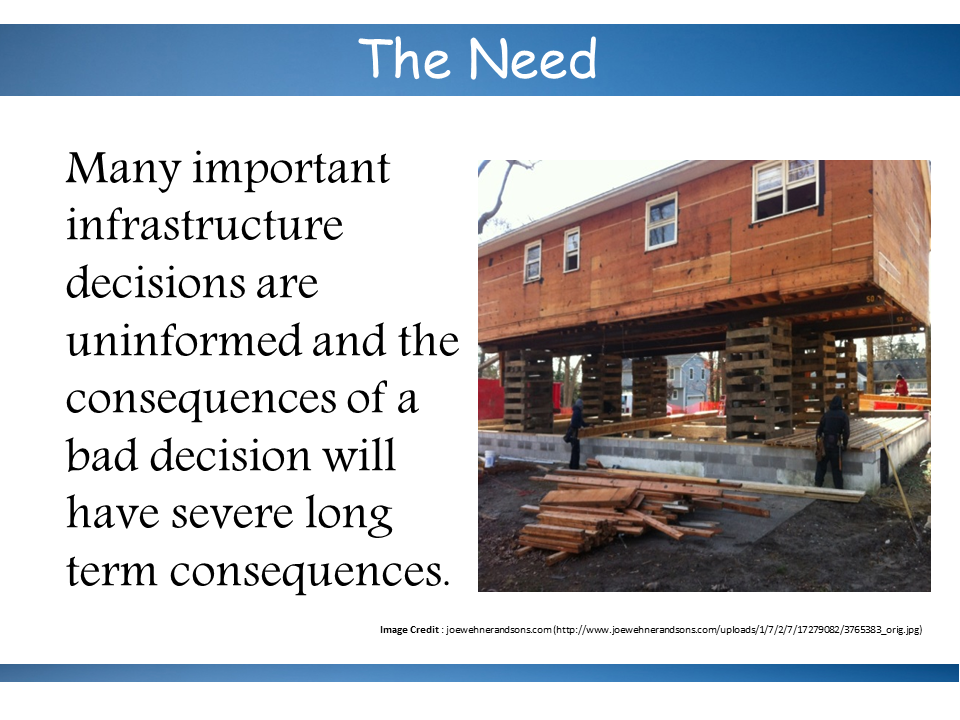 The Need
Many important
infrastructure
decisions are
uninformed and the
consequences of a
bad decision will
have severe long
term consequences.
Image Credit : joewehnerandsons.com (http://www.joewehnerandsons.com/uploads/1/7/2/7/17279082/3765383_orig.jpg)